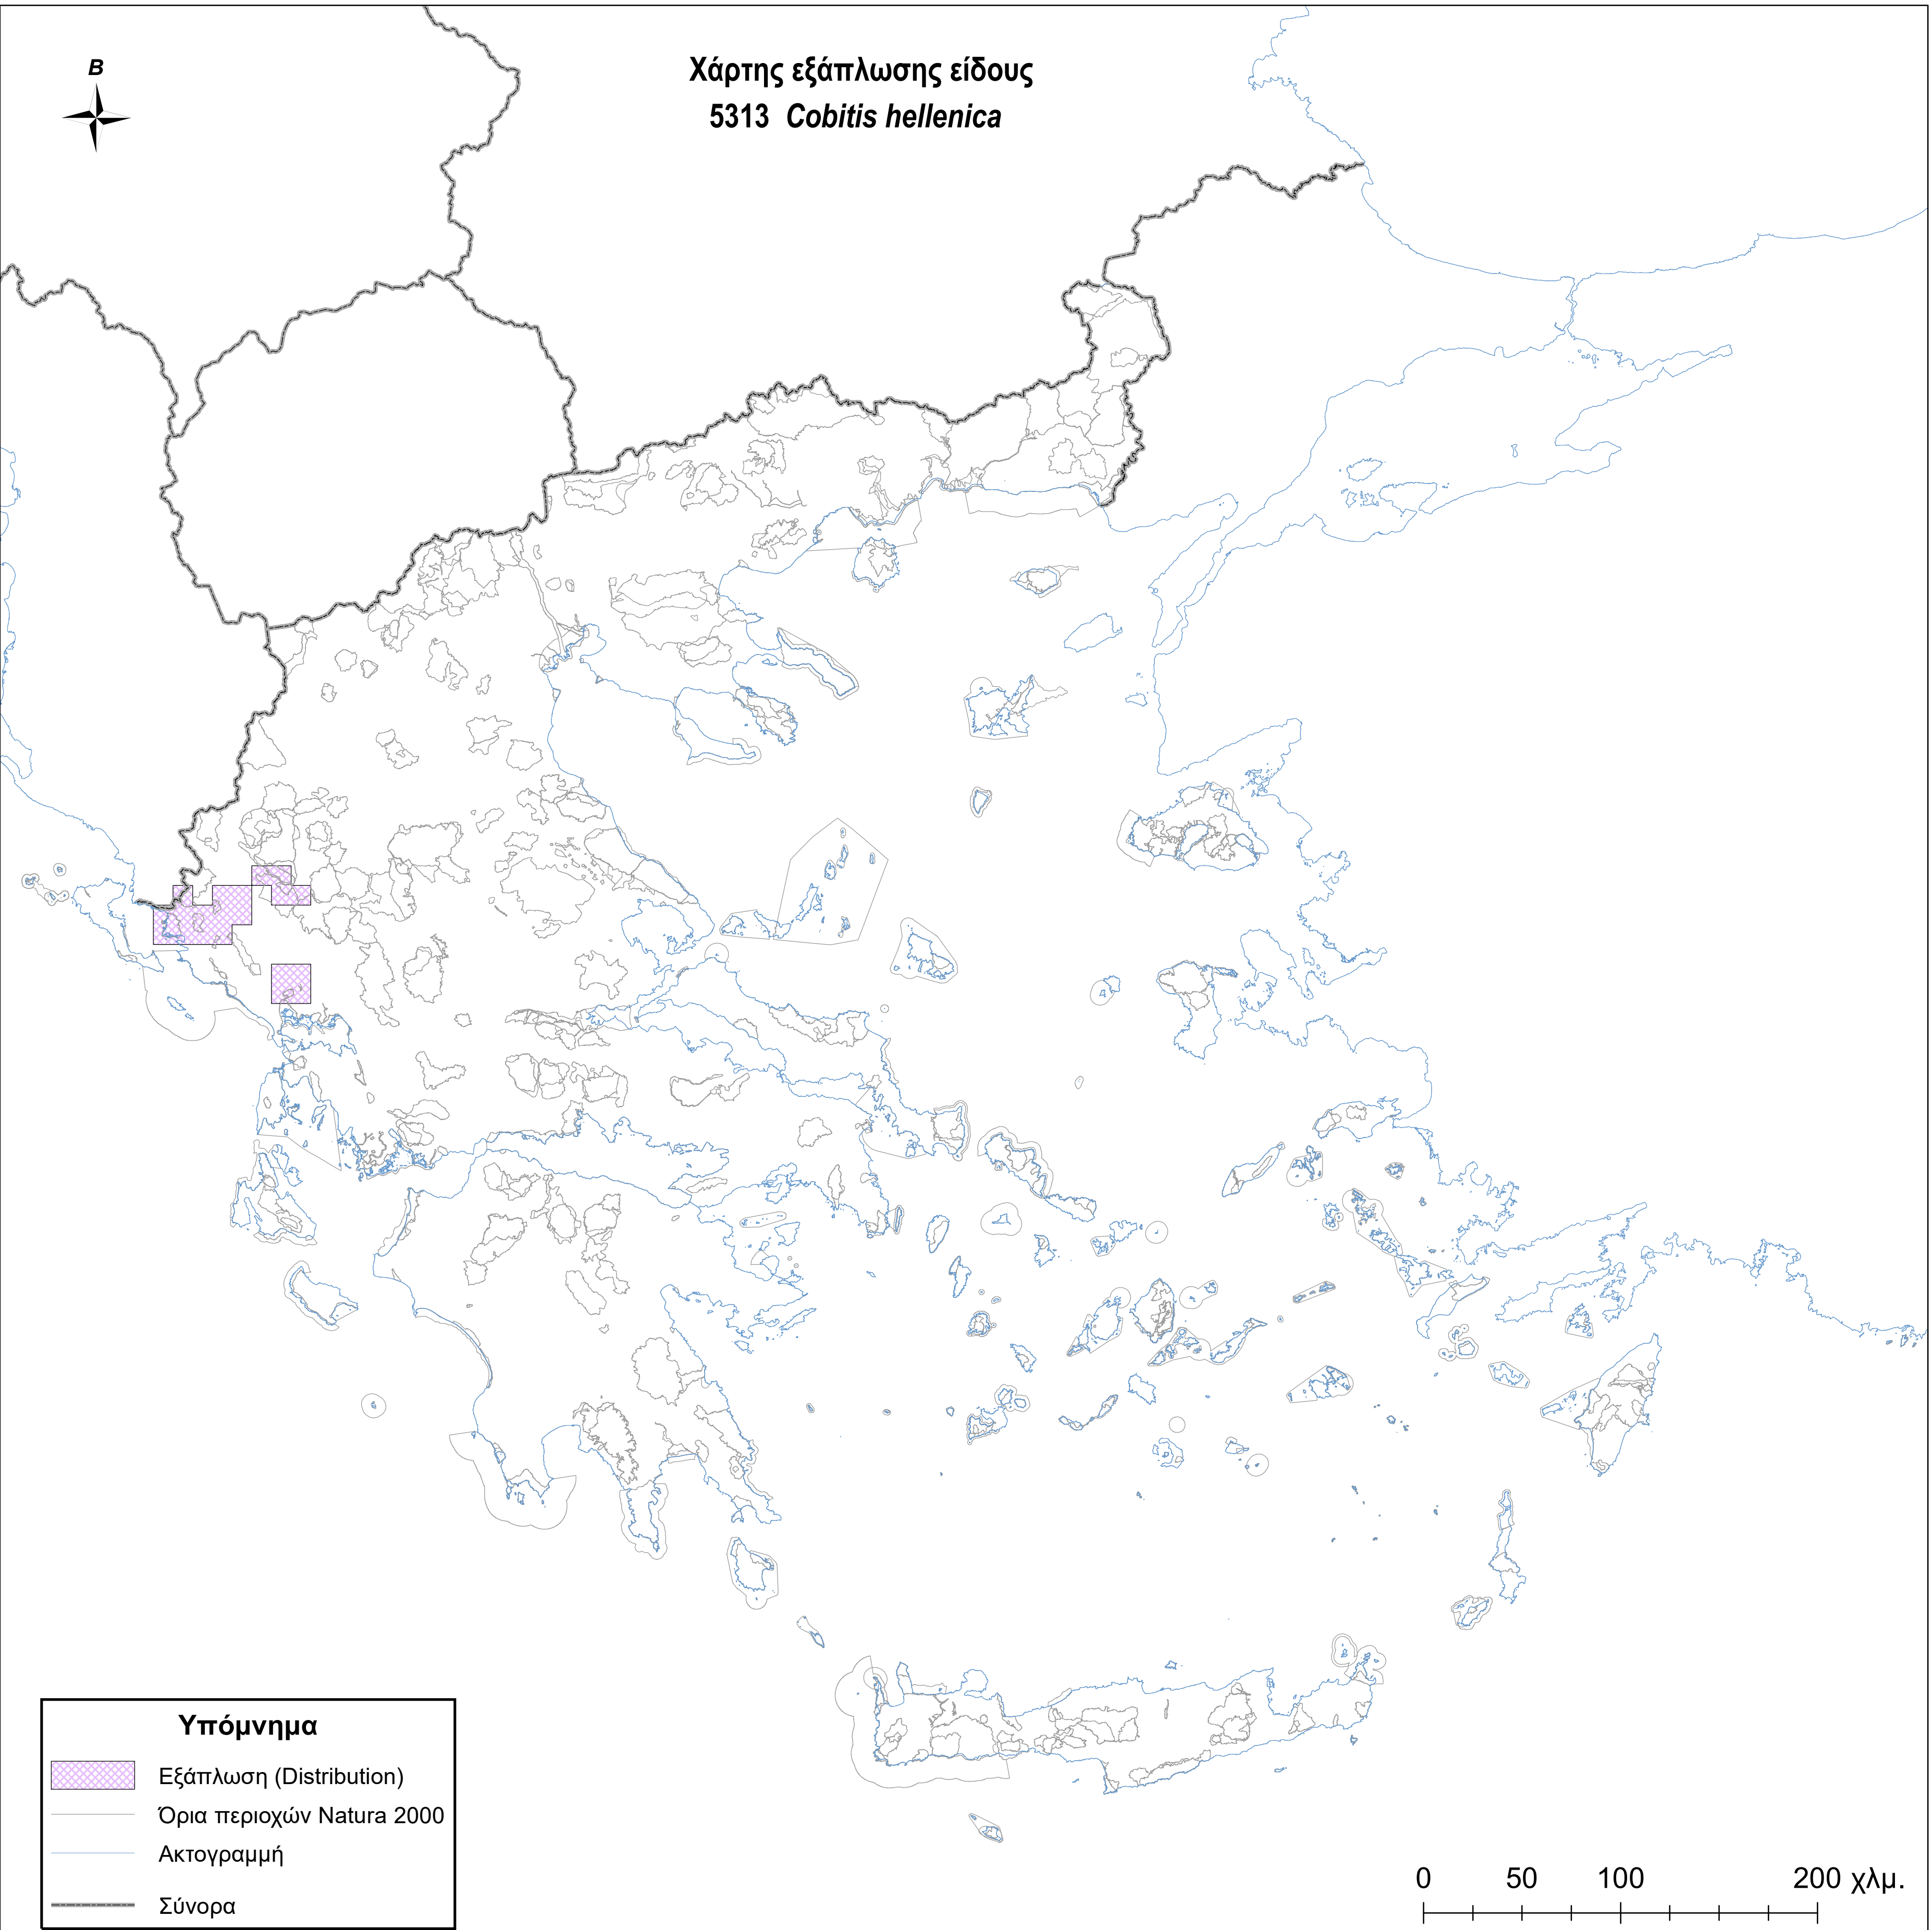 Χάρτης εξάπλωσης είδους
5313 Cobitis hellenica
Β
Υπόμνημα
Εξάπλωση (Distribution)
Όρια περιοχών Natura 2000
Ακτογραμμή
Σύνορα
0 50 100 200 χλμ.